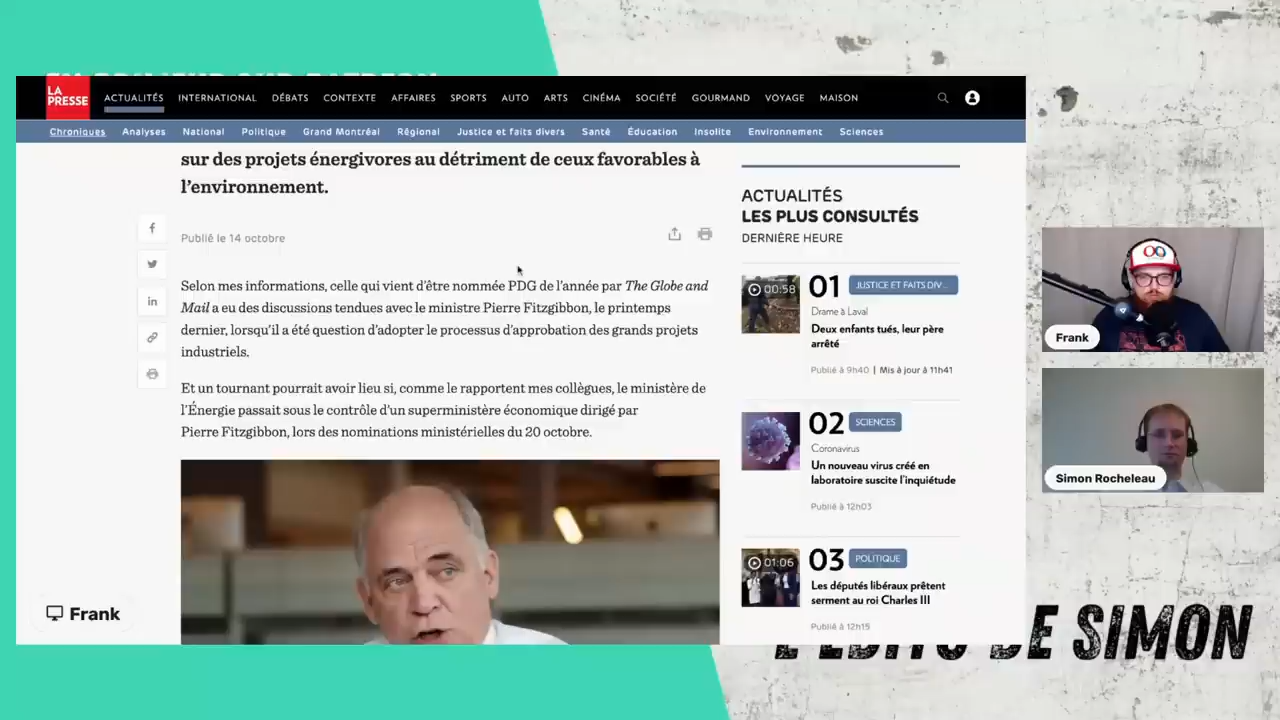 LA
PRESSE
ACTUALITÉS INTERNATIONAL DÉBATS CONTEXTE AFFAIRES SPORTS AUTO ARTS CINÉMA SOCIÉTÉ GOURMAND VOYAGE MAISON
Chroniques Analyses National Politique Grand Montréal Régional Justice et faits divers Santé Éducation Insolite Environnement Sciences
sur des projets énergivores au détriment de ceux favorables à
l’environnement.
Publié le 14 octobre
Selon mes informations, celle qui vient d’être nommée PDG de l’année par The Globe and
Mail a eu des discussions tendues avec le ministre Pierre Fitzgibbon, le printemps
dernier, lorsqu’il a été question d’adopter le processus d’approbation des grands projets
industriels.
Et un tournant pourrait avoir lieu si, comme le rapportent mes collègues, le ministère de
l’Énergie passait sous le contrôle d’un superministère économique dirigé par
Pierre Fitzgibbon, lors des nominations ministérielles du 20 octobre.
ACTUALITÉS
LES PLUS CONSULTÉS
DERNIÈRE HEURE
00:58
01 JUSTICE ET FAITS DIV...
Drame à Laval
Deux enfants tués, leur père
arrêté
Publié à 9h40 | Mis à jour à 11h41
02 SCIENCES
Coronavirus
Un nouveau virus créé en
laboratoire suscite l’inquiétude
Publié à 12h03
01:06
03 POLITIQUE
Les députés libéraux prêtent
serment au roi Charles III
Publié à 12h15
Frank
Frank
Simon Rocheleau
L'ÉDITO DE SIMON